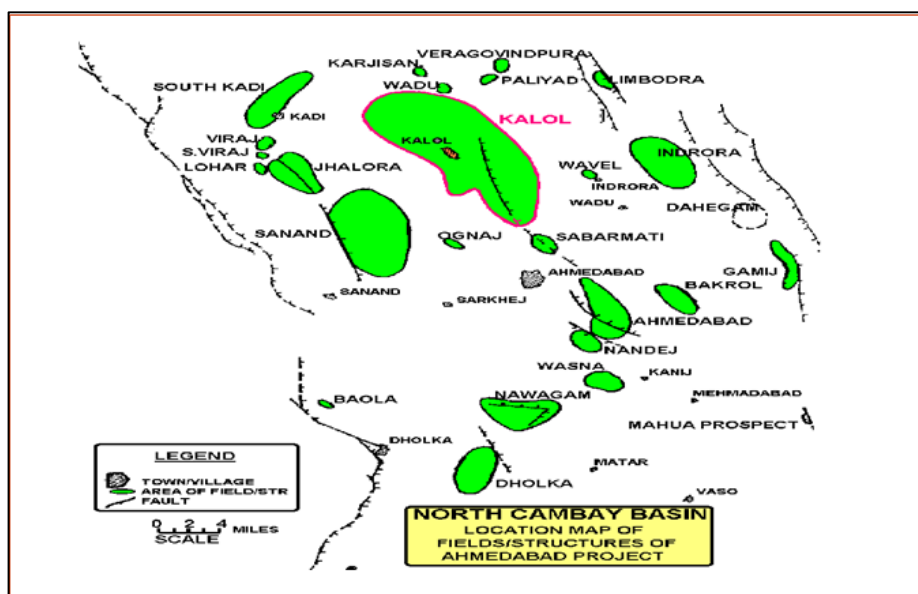 VERAGOVINDPURA
KARJISAN
PALIYAD
LIMBODRA
WADU
SOUTH KADI
KADI
KALOL
KALOL
VIRAJ
S.VIRAJ
LOHAR
JHALORA
INDRORA
WAVEL
INDRORA
WADU
DAHEGAM
SANAND
OGNAJ
SABARMATI
AHMEDABAD
GAMIJ
BAKROL
SANAND
SARKHEJ
AHMEDABAD
NANDEJ
WASNA
KANIJ
BAOLA
NAWAGAM
MEHMADABAD
MAHUA PROSPECT
DHOLKA
MATAR
DHOLKA
VASO
LEGEND
TOWN/VILLAGE
AREA OF FIELD/STR
FAULT
0 2 4 MILES
SCALE
NORTH CAMBAY BASIN
LOCATION MAP OF
FIELDS/STRUCTURES OF
AHMEDABAD PROJECT